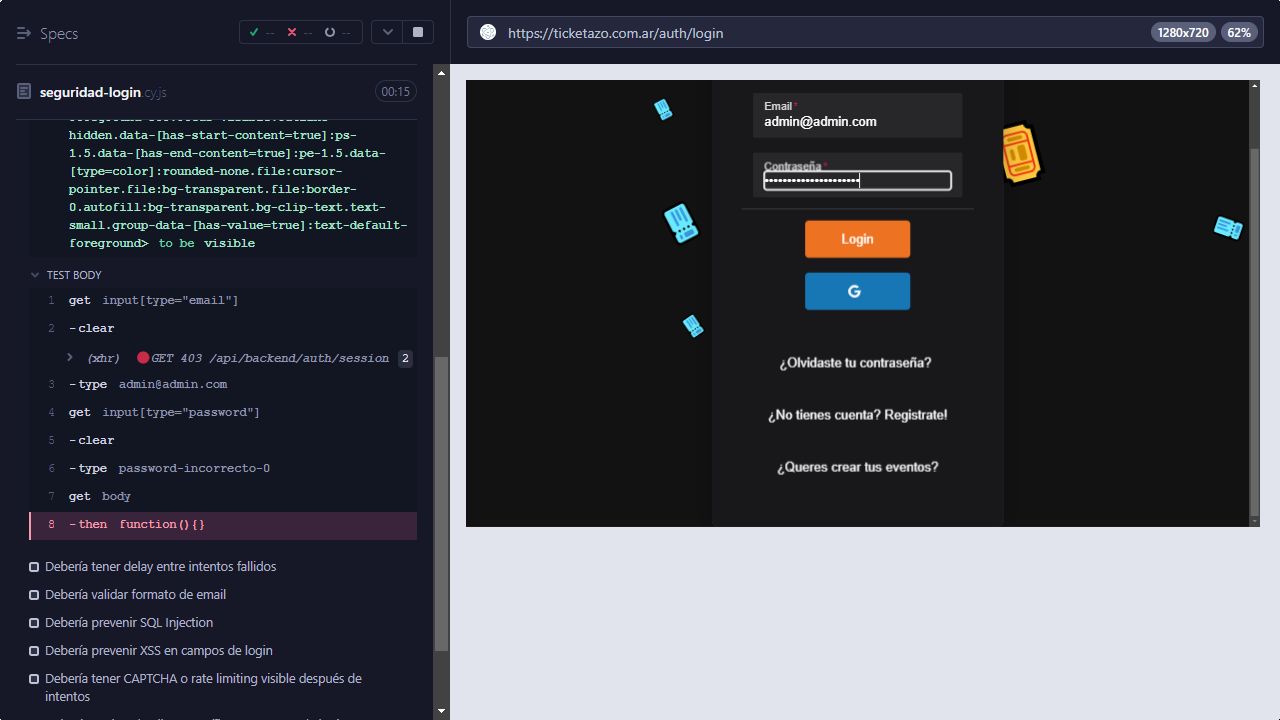 Specs
-- -- --
https://ticketazo.com.ar/auth/login
1280x720
62%
seguridad-login.cy.js
00:15
hidden.data-[has-start-content=true]:ps-
1.5.data-[has-end-content=true]:pe-1.5.data-
[type=color]:rounded-none.file:cursor-
pointer.file:bg-transparent.file:border-
0.autofill:bg-transparent.bg-clip-text.text-
small.group-data-[has-value=true]:text-default-
foreground> to be visible
TEST BODY
1 get input[type="email"]
2 -clear
(xhr) GET 403 /api/backend/auth/session 2
3 -type admin@admin.com
4 get input[type="password"]
5 -clear
6 -type password-incorrecto-0
7 get body
8 -then function(){}
Debería tener delay entre intentos fallidos
Debería validar formato de email
Debería prevenir SQL Injection
Debería prevenir XSS en campos de login
Debería tener CAPTCHA o rate limiting visible después de
intentos
Email*
admin@admin.com
Contraseña*
Login
G
¿Olvidaste tu contraseña?
¿No tienes cuenta? Registrate!
¿Queres crear tus eventos?